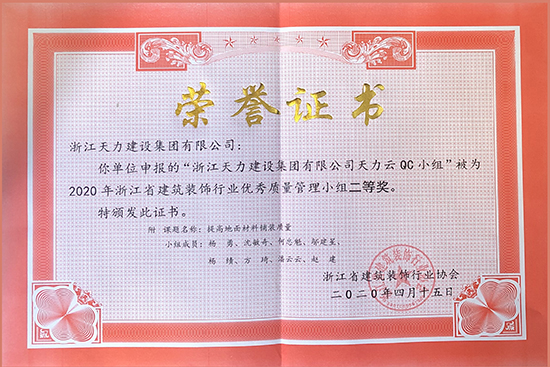 荣誉证书
浙江天力建设集团有限公司：
你单位申报的“浙江天力建设集团有限公司天力云QC小组”被为
2020年浙江省建筑装饰行业优秀质量管理小组二等奖。
特颁发此证书。
附 课题名称：提高地面材料铺装质量
小组成员：杨 勇、沈敏奇、何忠魁、邬建星、
杨 绩、方 琦、潘云云、赵 建
浙江省建筑装饰行业协会
二〇二〇年四月十五日